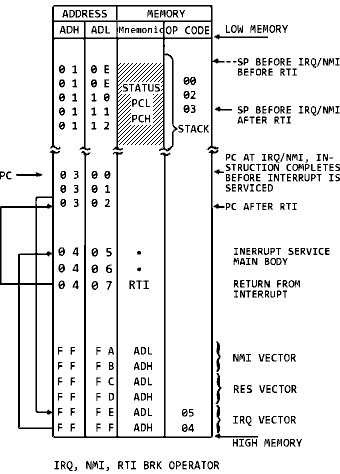 ADDRESS MEMORY
ADH ADL Mnemonic OP CODE
LOW MEMORY
0 1 0 E SP BEFORE IRQ/NMI
0 1 0 E 00 BEFORE RTI
STATUS
0 1 1 0 PCL 02
0 1 1 1 PCH 03 SP BEFORE IRQ/NMI
0 1 1 2 STACK AFTER RTI
PC AT IRQ/NMI, IN-
PC 0 3 0 0 STRUCTION COMPLETES
0 3 0 1 BEFORE INTERRUPT IS
SERVICED
0 3 0 2 PC AFTER RTI
0 4 0 5 • INERRUPT SERVICE
0 4 0 6 • MAIN BODY
0 4 0 7 RTI RETURN FROM
INTERRUPT
F F F A ADL
NMI VECTOR
F F F B ADH
F F F C ADL
RES VECTOR
F F F D ADH
F F F E ADL 05
IRQ VECTOR
F F F F ADH 04
HIGH MEMORY
IRQ, NMI, RTI BRK OPERATOR